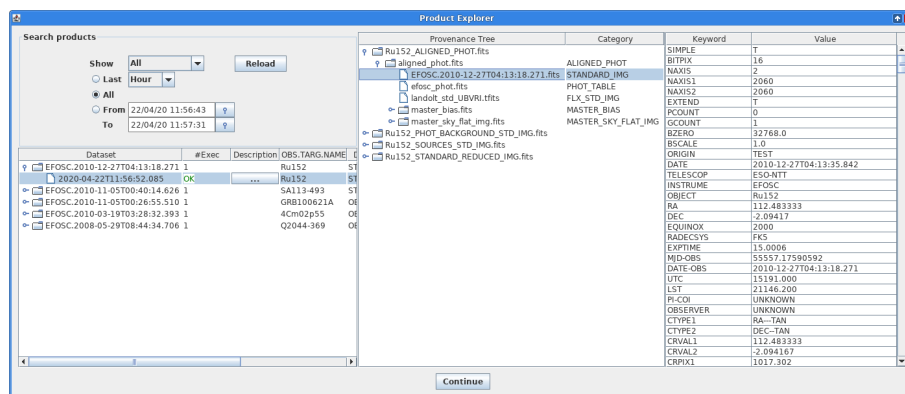 Product Explorer
Search products
Show All Reload
Last Hour
All
From 22/04/20 11:56:43
To 22/04/20 11:57:31
Dataset #Exec Description OBS.TARG.NAME
EFOSC.2010-12-27T04:13:18.271 1 Ru152 ST
2020-04-22T11:56:52.085 OK ... Ru152 ST
EFOSC.2010-11-05T00:40:14.626 1 SA113-493 ST
EFOSC.2010-11-05T00:26:55.510 1 GRB100621A OE
EFOSC.2010-03-19T03:28:32.393 1 4Cm02p55 OE
EFOSC.2008-05-29T08:44:34.706 1 Q2044-369 OE
Provenance Tree Category
Ru152_ALIGNED_PHOT.fits
aligned_phot.fits ALIGNED_PHOT
EFOSC.2010-12-27T04:13:18.271.fits STANDARD_IMG
efosc_phot.fits PHOT_TABLE
landolt_std_UBVRI.tfits FLX_STD_IMG
master_bias.fits MASTER_BIAS
master_sky_flat_img.fits MASTER_SKY_FLAT_IMG
Ru152_PHOT_BACKGROUND_STD_IMG.fits
Ru152_SOURCES_STD_IMG.fits
Ru152_STANDARD_REDUCED_IMG.fits
Keyword Value
SIMPLE T
BITPIX 16
NAXIS 2
NAXIS1 2060
NAXIS2 2060
EXTEND T
PCOUNT 0
GCOUNT 1
BZERO 32768.0
BSCALE 1.0
ORIGIN TEST
DATE 2010-12-27T04:13:35.842
TELESCOP ESO-NTT
INSTRUME EFOSC
OBJECT Ru152
RA 112.483333
DEC -2.09417
EQUINOX 2000
RADECSYS FK5
EXPTIME 15.0006
MJD-OBS 55557.17590592
DATE-OBS 2010-12-27T04:13:18.271
UTC 15191.000
LST 21146.200
PI-COI UNKNOWN
OBSERVER UNKNOWN
CTYPE1 RA---TAN
CTYPE2 DEC--TAN
CRVAL1 112.483333
CRVAL2 -2.094167
CRPIX1 1017.302
Continue